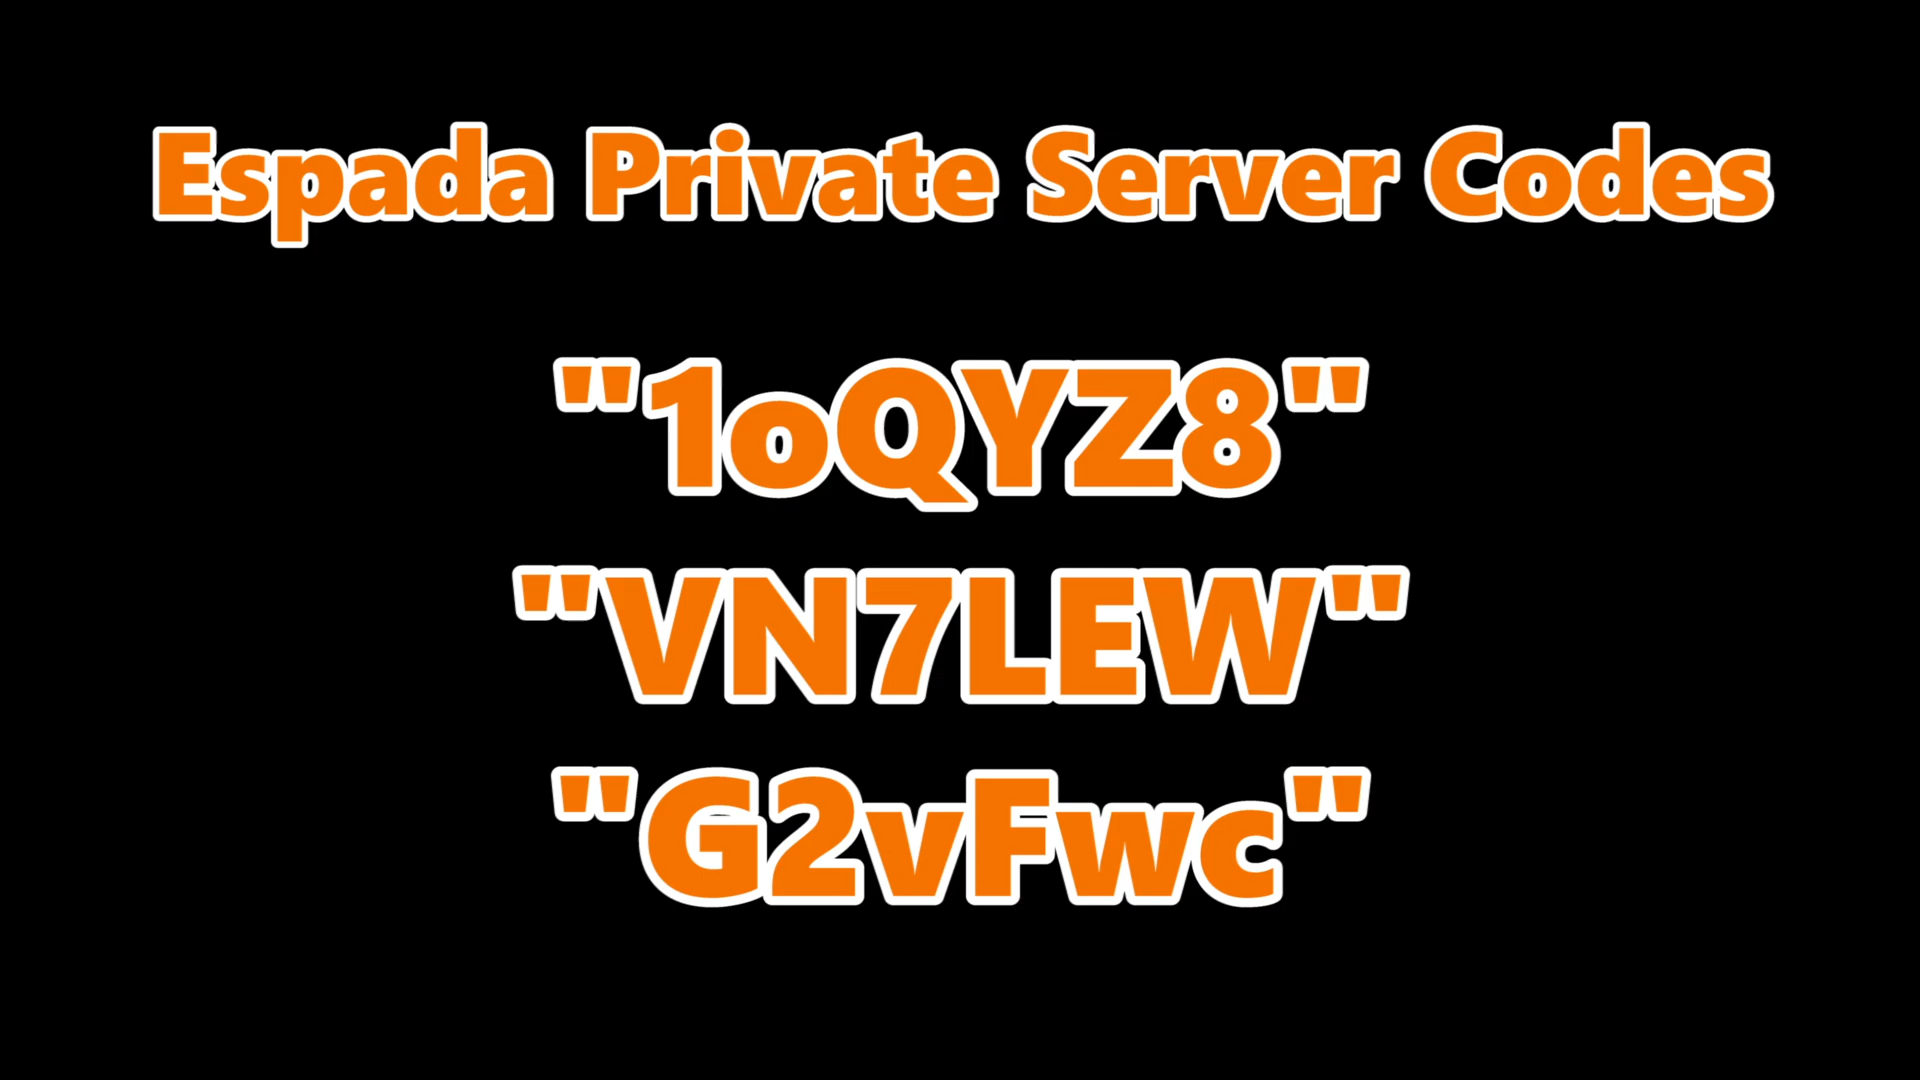 Espada Private Server Codes
"1oQYZ8"
"VN7LEW"
"G2vFwc"